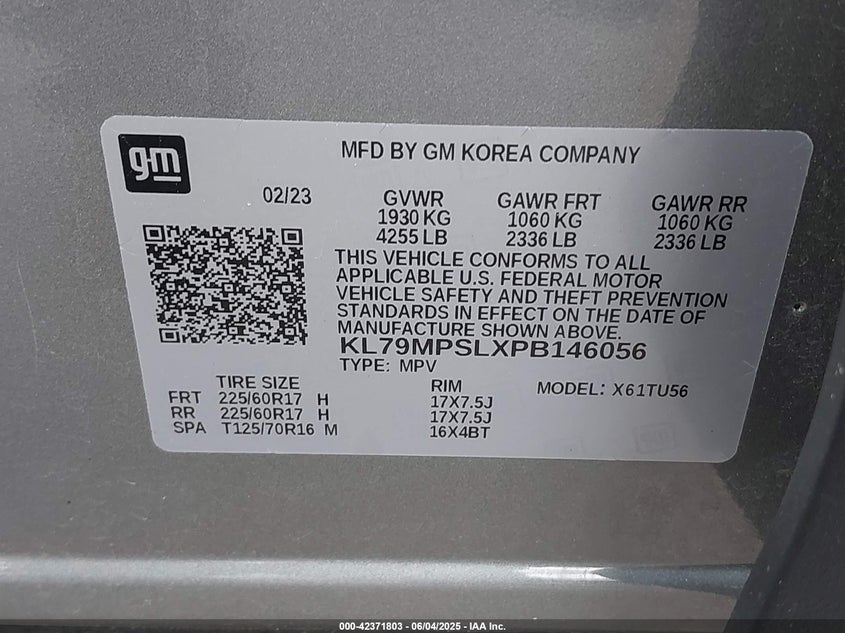 gm
MFD BY GM KOREA COMPANY
02/23 GVWR GAWR FRT GAWR RR
1930 KG 1060 KG 1060 KG
4255 LB 2336 LB 2336 LB
THIS VEHICLE CONFORMS TO ALL
APPLICABLE U.S. FEDERAL MOTOR
VEHICLE SAFETY AND THEFT PREVENTION
STANDARDS IN EFFECT ON THE DATE OF
MANUFACTURE SHOWN ABOVE.
KL79MPSLXPB146056
TYPE: MPV
TIRE SIZE RIM MODEL: X61TU56
FRT 225/60R17 H 17X7.5J
RR 225/60R17 H 17X7.5J
SPA T125/70R16 M 16X4BT
000-42371803 - 06/04/2025 - IAA Inc.